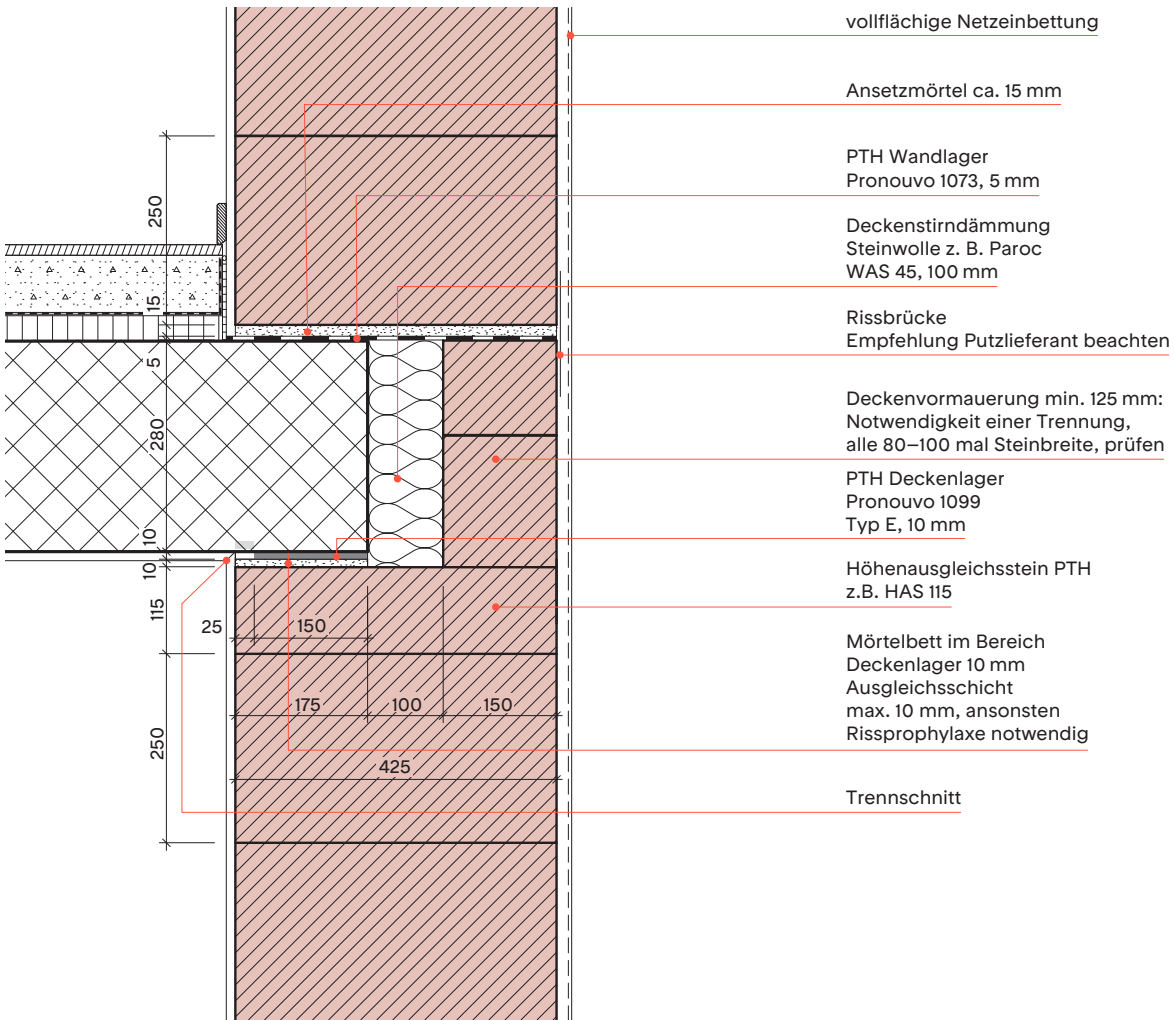 vollflächige Netzeinbettung
Ansetzmörtel ca. 15 mm
PTH Wandlager
Pronouvo 1073, 5 mm
Deckenstirndämmung
Steinwolle z. B. Paroc
WAS 45, 100 mm
Rissbrücke
Empfehlung Putzlieferant beachten
Deckenvormauerung min. 125 mm:
Notwendigkeit einer Trennung,
alle 80–100 mal Steinbreite, prüfen
PTH Deckenlager
Pronouvo 1099
Typ E, 10 mm
Höhenausgleichsstein PTH
z.B. HAS 115
Mörtelbett im Bereich
Deckenlager 10 mm
Ausgleichsschicht
max. 10 mm, ansonsten
Rissprophylaxe notwendig
Trennschnitt
250
15
5
280
10
10
115
250
25
150
175
100
150
425